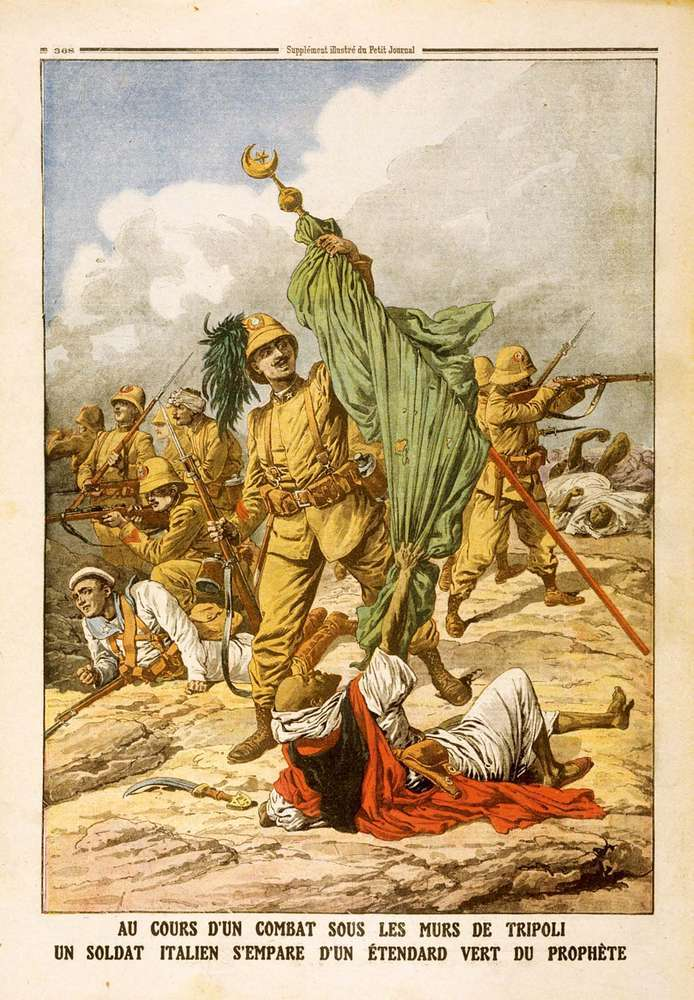 368
Supplément illustré du Petit Journal
AU COURS D'UN COMBAT SOUS LES MURS DE TRIPOLI
UN SOLDAT ITALIEN S'EMPARE D'UN ÉTENDARD VERT DU PROPHÈTE